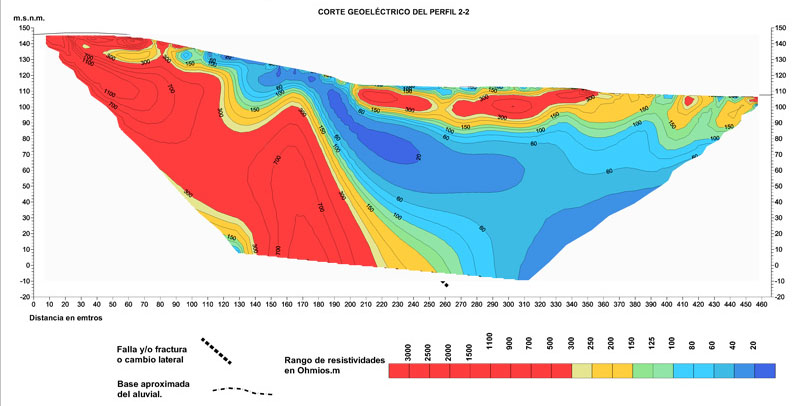 CORTE GEOELÉCTRICO DEL PERFIL 2-2
m.s.n.m.
150 150
140 140
130 130
120 120
110 110
100 100
90 90
80 80
70 70
60 60
50 50
40 40
30 30
20 20
10 10
0 0
-10 -10
-20 -20
300 300 150 150
1100
1100 700
700 300 150 100 60
300 300 300 150
150 100 60 20
100 100 60 60
700 700 300 150 100 60
300 150 300 700
0 10 20 30 40 50 60 70 80 90 100 110 120 130 140 150 160 170 180 190 200 210 220 230 240 250 260 270 280 290 300 310 320 330 340 350 360 370 380 390 400 410 420 430 440 450 460
Distancia en emtros
Falla y/o fractura
o cambio lateral
Base aproximada
del aluvial.
Rango de resistividades
en Ohmios.m
3000 2500 2000 1500 1100 900 700 500 300 250 200 150 125 100 80 60 40 20